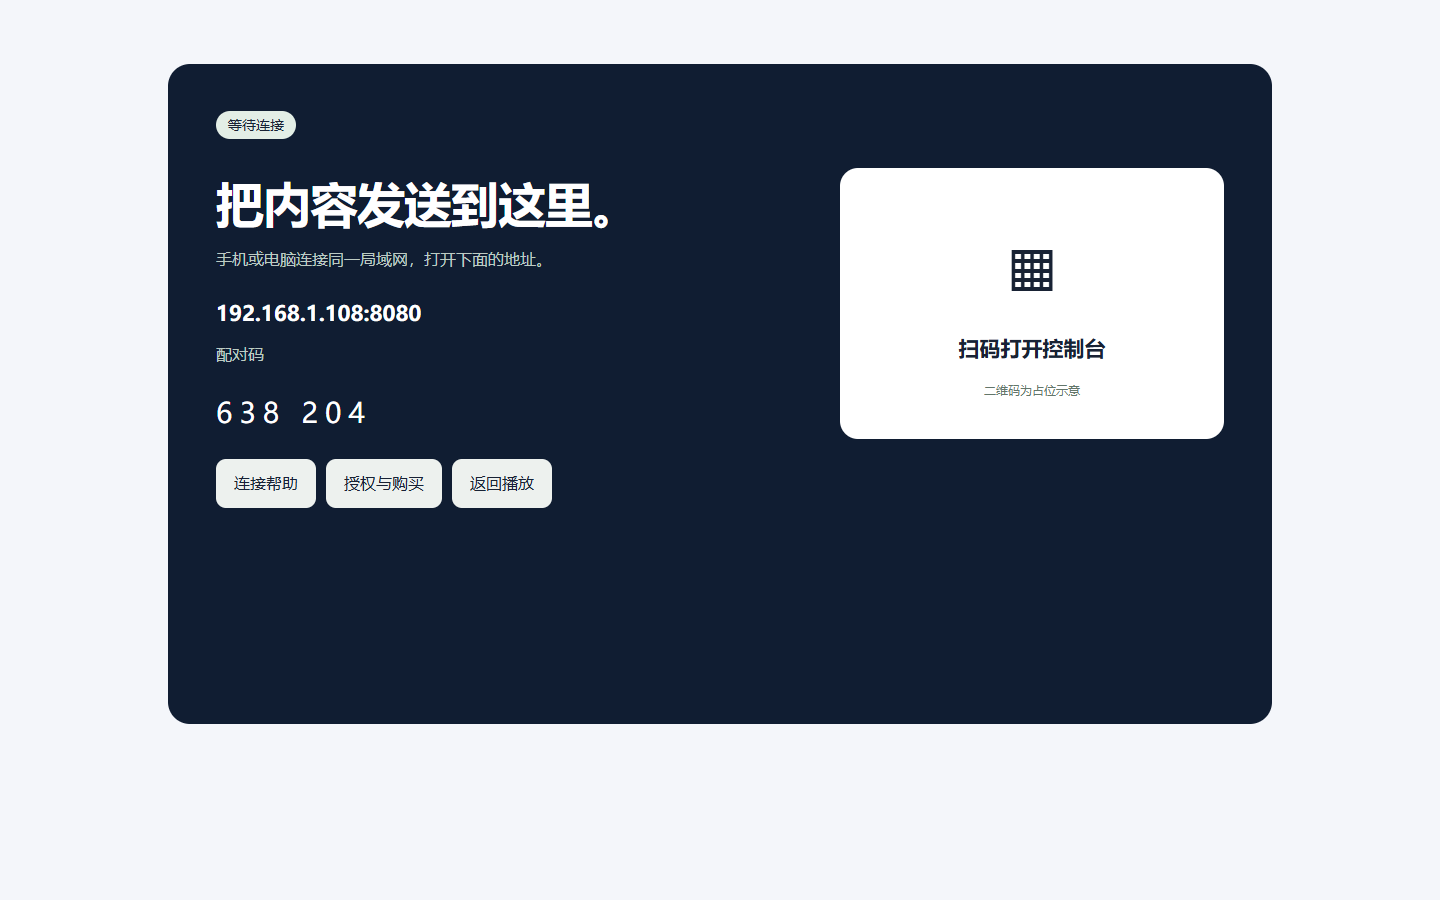 等待连接
把内容发送到这里。
手机或电脑连接同一局域网，打开下面的地址。
192.168.1.108:8080
配对码
638 204
连接帮助
授权与购买
返回播放
扫码打开控制台
二维码为占位示意